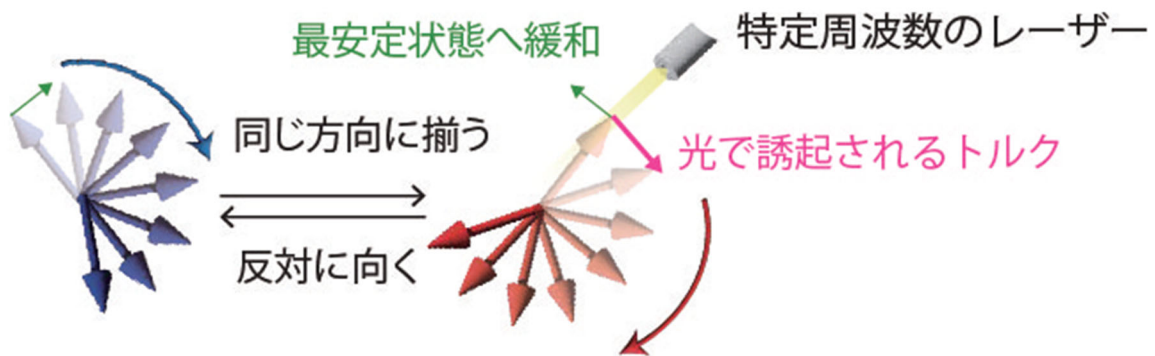 最安定状態へ緩和
特定周波数のレーザー
同じ方向に揃う
光で誘起されるトルク
反対に向く